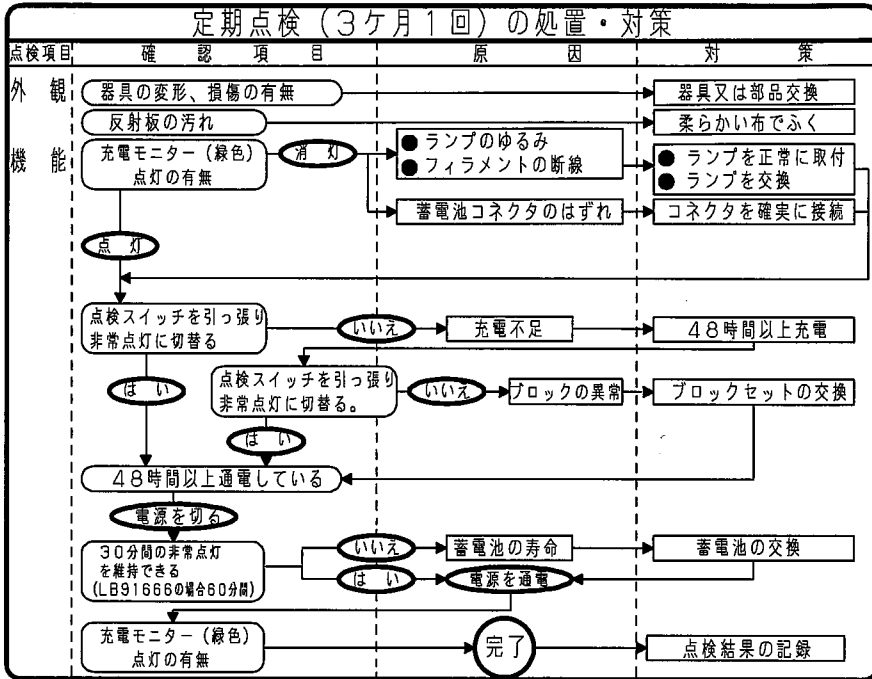 定期点検(3ケ月1回)の処置・対策
点検項目 確認項目 原因 対策
外観 器具の変形、損傷の有無 器具又は部品交換
反射板の汚れ 柔らかい布でふく
機能 充電モニター(緑色)
点灯の有無
消灯
●ランプのゆるみ
●フィラメントの断線
●ランプを正常に取付
●ランプを交換
蓄電池コネクタのはずれ コネクタを確実に接続
点灯
点検スイッチを引っ張り
非常点灯に切替る
いいえ 充電不足 48時間以上充電
はい
点検スイッチを引っ張り
非常点灯に切替る。
いいえ ブロックの異常 ブロックセットの交換
はい
48時間以上通電している
電源を切る
30分間の非常点灯
を維持できる
(LB91666の場合60分間)
いいえ 蓄電池の寿命 蓄電池の交換
はい 電源を通電
充電モニター(緑色)
点灯の有無
完了 点検結果の記録